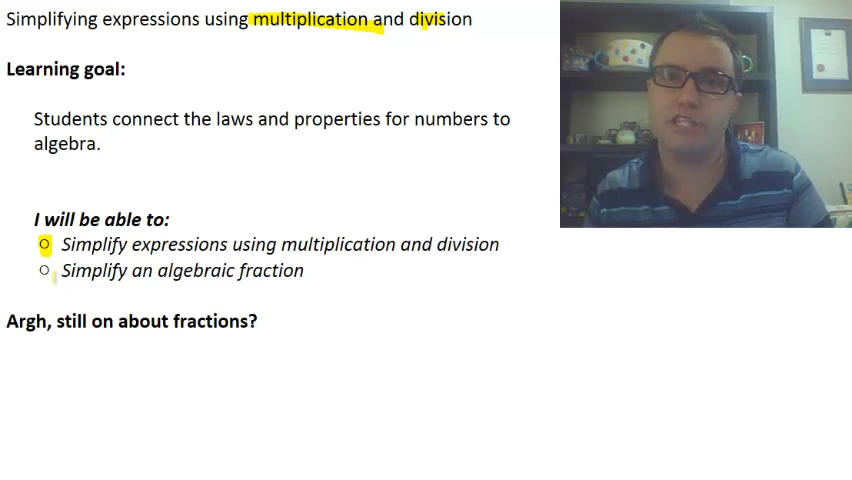 Simplifying expressions using multiplication and division
Learning goal:
Students connect the laws and properties for numbers to
algebra.
I will be able to:
Simplify expressions using multiplication and division
Simplify an algebraic fraction
Argh, still on about fractions?